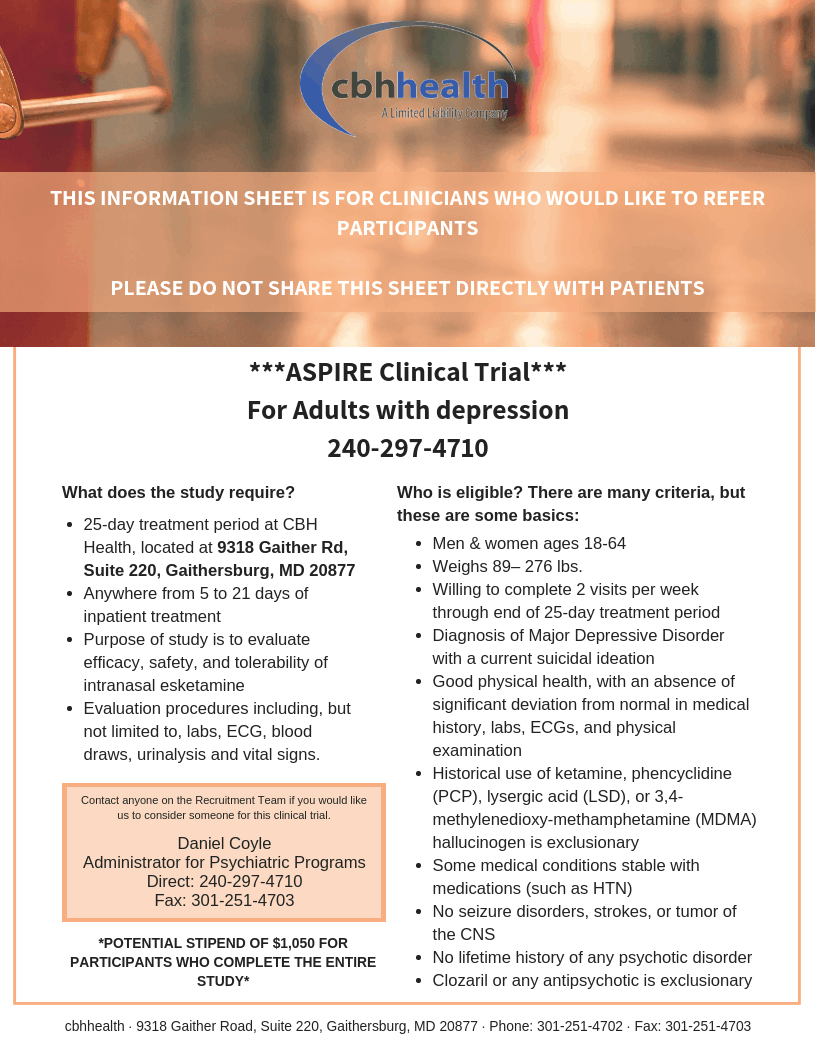 cbhhealth
A Limited Liability Company
THIS INFORMATION SHEET IS FOR CLINICIANS WHO WOULD LIKE TO REFER
PARTICIPANTS
PLEASE DO NOT SHARE THIS SHEET DIRECTLY WITH PATIENTS
***ASPIRE Clinical Trial***
For Adults with depression
240-297-4710
What does the study require?
• 25-day treatment period at CBH
Health, located at 9318 Gaither Rd,
Suite 220, Gaithersburg, MD 20877
• Anywhere from 5 to 21 days of
inpatient treatment
• Purpose of study is to evaluate
efficacy, safety, and tolerability of
intranasal esketamine
• Evaluation procedures including, but
not limited to, labs, ECG, blood
draws, urinalysis and vital signs.
Contact anyone on the Recruitment Team if you would like
us to consider someone for this clinical trial.
Daniel Coyle
Administrator for Psychiatric Programs
Direct: 240-297-4710
Fax: 301-251-4703
*POTENTIAL STIPEND OF $1,050 FOR
PARTICIPANTS WHO COMPLETE THE ENTIRE
STUDY*
Who is eligible? There are many criteria, but
these are some basics:
• Men & women ages 18-64
• Weighs 89– 276 lbs.
• Willing to complete 2 visits per week
through end of 25-day treatment period
• Diagnosis of Major Depressive Disorder
with a current suicidal ideation
• Good physical health, with an absence of
significant deviation from normal in medical
history, labs, ECGs, and physical
examination
• Historical use of ketamine, phencyclidine
(PCP), lysergic acid (LSD), or 3,4-
methylenedioxy-methamphetamine (MDMA)
hallucinogen is exclusionary
• Some medical conditions stable with
medications (such as HTN)
• No seizure disorders, strokes, or tumor of
the CNS
• No lifetime history of any psychotic disorder
• Clozaril or any antipsychotic is exclusionary
cbhhealth · 9318 Gaither Road, Suite 220, Gaithersburg, MD 20877 · Phone: 301-251-4702 · Fax: 301-251-4703